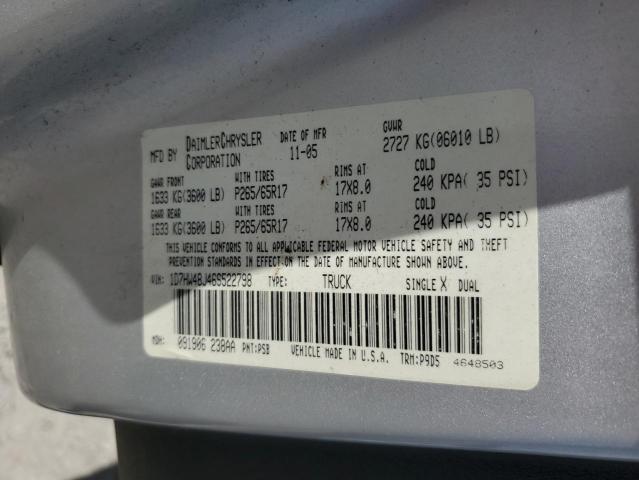 MFD BY DAIMLERCHRYSLER CORPORATION DATE OF MFR 11-05 GVWR 2727 KG(06010 LB)
GAWR FRONT WITH TIRES RIMS AT COLD
1633 KG(3600 LB) P265/65R17 17X8.0 240 KPA( 35 PSI)
GAWR REAR WITH TIRES RIMS AT COLD
1633 KG(3600 LB) P265/65R17 17X8.0 240 KPA( 35 PSI)
THIS VEHICLE CONFORMS TO ALL APPLICABLE FEDERAL MOTOR VEHICLE SAFETY AND THEFT
PREVENTION STANDARDS IN EFFECT ON THE DATE OF MANUFACTURE SHOWN ABOVE.
VIN: 1D7HW48J46S522798 TYPE: TRUCK SINGLE X DUAL
MDH: 091906 238AA PNT:PSB VEHICLE MADE IN U.S.A. TRM:P9D5 4648503